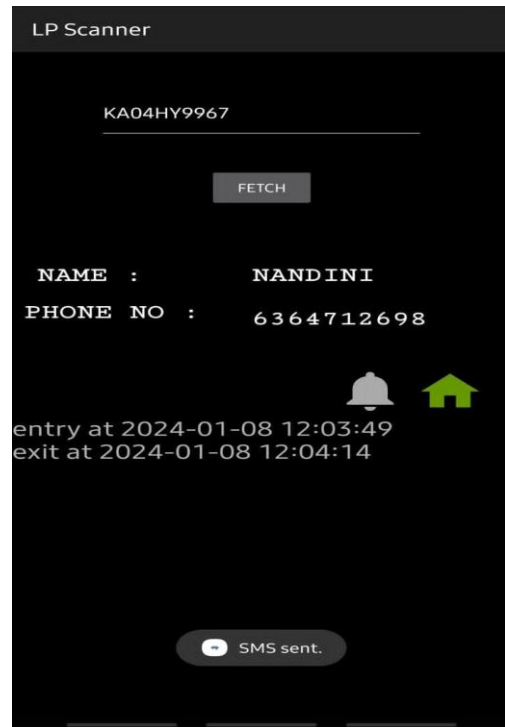 LP Scanner
KA04HY9967
FETCH
NAME : NANDINI
PHONE NO : 6364712698
entry at 2024-01-08 12:03:49
exit at 2024-01-08 12:04:14
SMS sent.